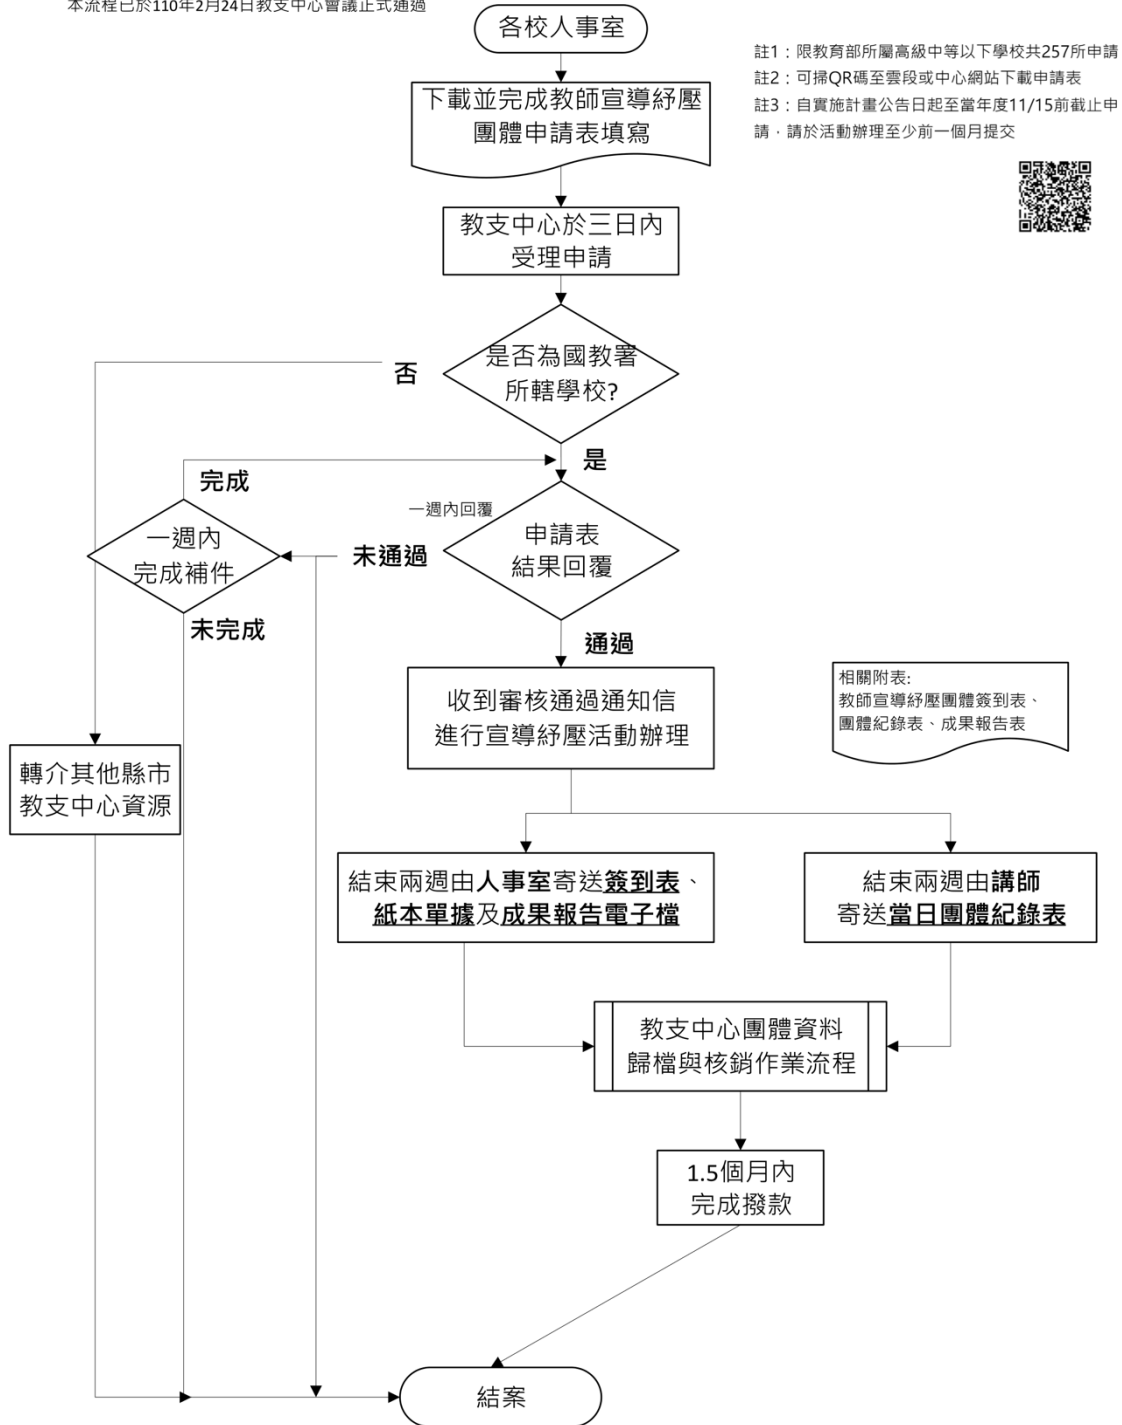 本流程已於110年2月24日教支中心會議正式通過
各校人事室
註1：限教育部所屬高級中等以下學校共257所申請
註2：可掃QR碼至雲段或中心網站下載申請表
註3：自實施計畫公告日起至當年度11/15前截止申
請，請於活動辦理至少前一個月提交
下載並完成教師宣導紓壓
團體申請表填寫
教支中心於三日內
受理申請
是否為國教署
所轄學校?
否
是
完成
一週內回覆
申請表
結果回覆
一週內
完成補件
未通過
未完成
通過
收到審核通過通知信
進行宣導紓壓活動辦理
相關附表:
教師宣導紓壓團體簽到表、
團體紀錄表、成果報告表
轉介其他縣市
教支中心資源
結束兩週由人事室寄送簽到表、
紙本單據及成果報告電子檔
結束兩週由講師
寄送當日團體紀錄表
教支中心團體資料
歸檔與核銷作業流程
1.5個月內
完成撥款
結案